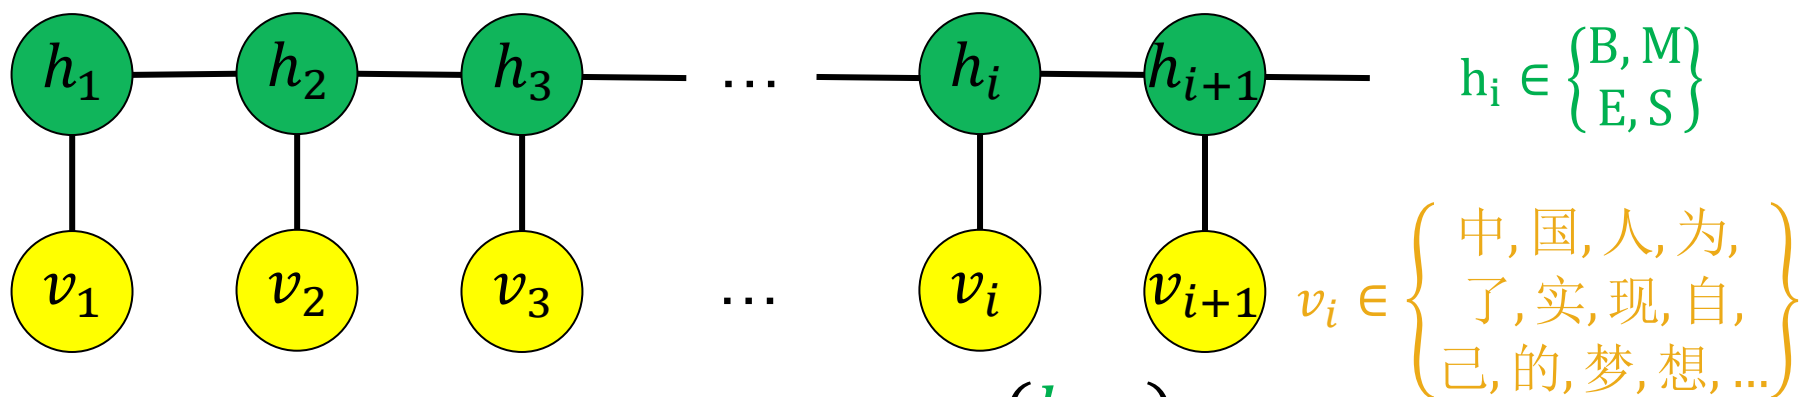 h₁ h₂ h₃ … hᵢ hᵢ₊₁
hᵢ ∈ {B, M
E, S}
v₁ v₂ v₃ … vᵢ vᵢ₊₁
vᵢ ∈ {中, 国, 人, 为,
了, 实, 现, 自,
己, 的, 梦, 想, …}